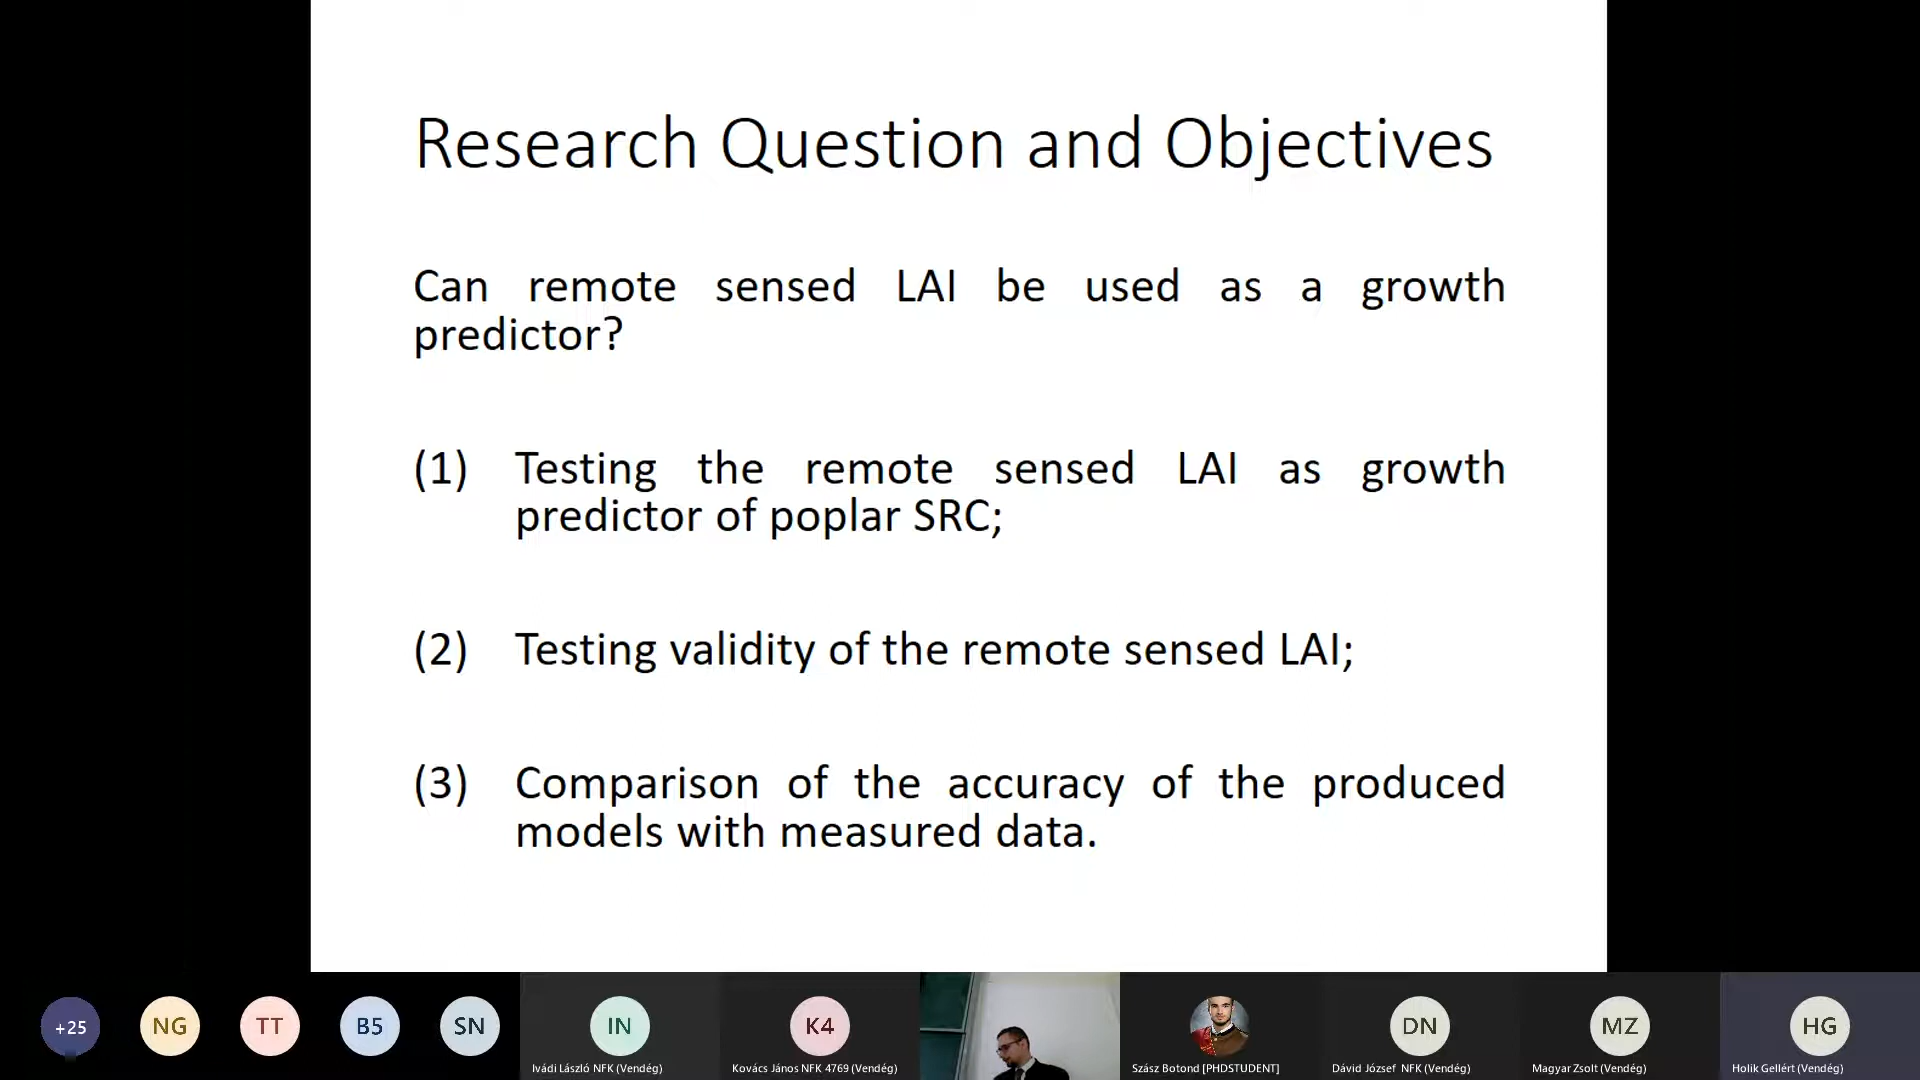 Research Question and Objectives
Can remote sensed LAI be used as a growth
predictor?
(1) Testing the remote sensed LAI as growth
predictor of poplar SRC;
(2) Testing validity of the remote sensed LAI;
(3) Comparison of the accuracy of the produced
models with measured data.
+25 NG TT B5 SN IN K4 DN MZ HG
Ivádi László NFK (Vendég) Kovács János NFK 4769 (Vendég) Szász Botond [PHDSTUDENT] Dávid József NFK (Vendég) Magyar Zsolt (Vendég) Holik Gellért (Vendég)